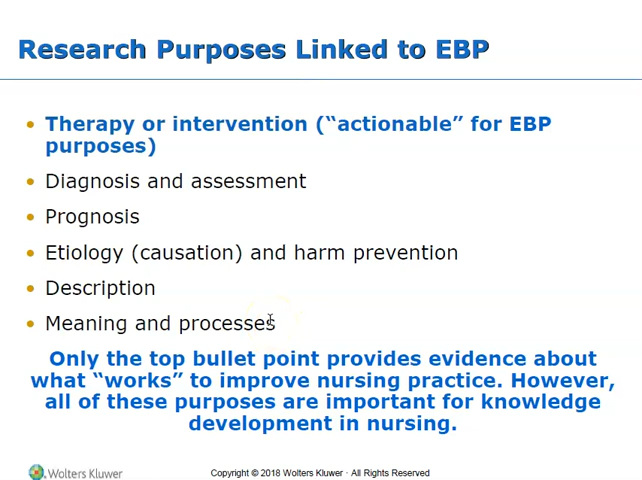 Research Purposes Linked to EBP
• Therapy or intervention (“actionable” for EBP
purposes)
• Diagnosis and assessment
• Prognosis
• Etiology (causation) and harm prevention
• Description
• Meaning and processes
Only the top bullet point provides evidence about
what “works” to improve nursing practice. However,
all of these purposes are important for knowledge
development in nursing.
Wolters Kluwer
Copyright © 2018 Wolters Kluwer · All Rights Reserved